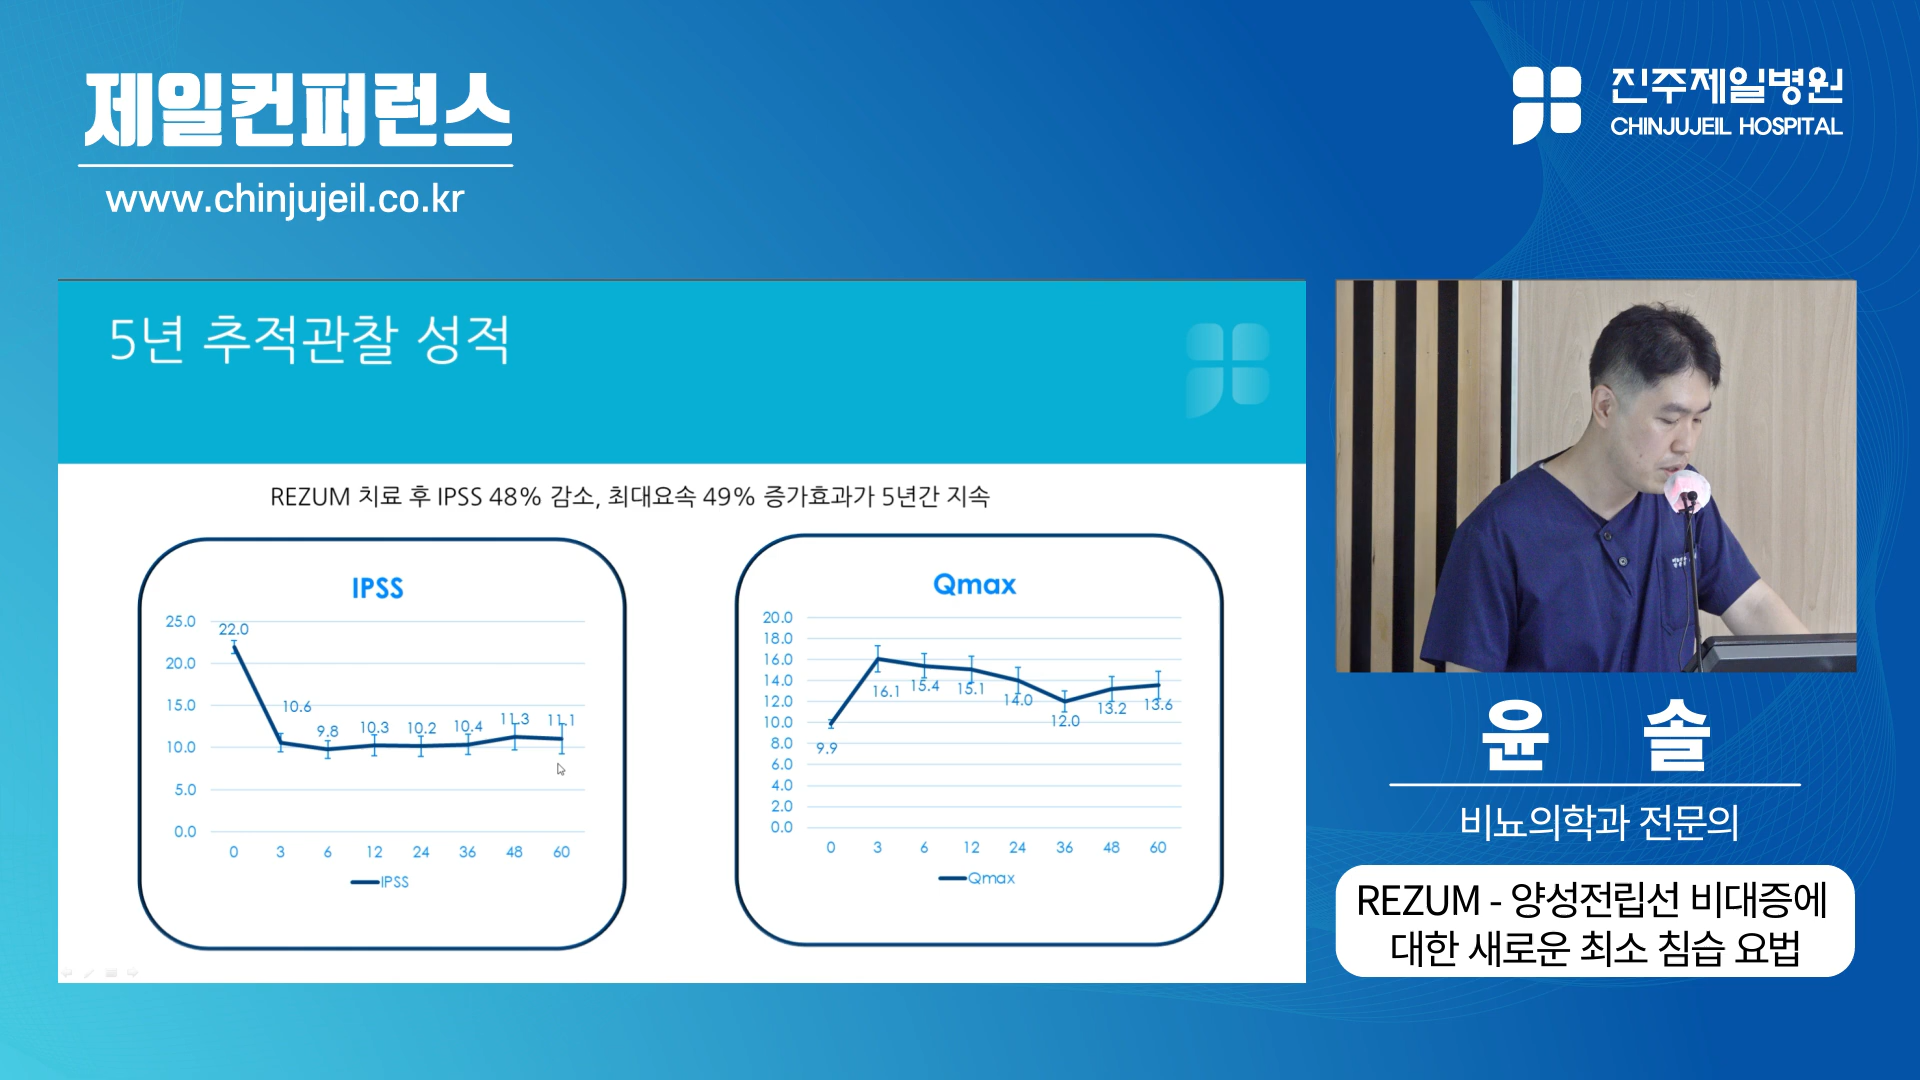 제일컨퍼런스
www.chinjujeil.co.kr
진주제일병원
CHINJUJEIL HOSPITAL
5년 추적관찰 성적
REZUM 치료 후 IPSS 48% 감소, 최대요속 49% 증가효과가 5년간 지속
IPSS
25.0
20.0
15.0
10.0
5.0
0.0
22.0
10.6
9.8
10.3
10.2
10.4
11.3
11.1
0 3 6 12 24 36 48 60
IPSS
Qmax
20.0
18.0
16.0
14.0
12.0
10.0
8.0
6.0
4.0
2.0
0.0
9.9
16.1
15.4
15.1
14.0
12.0
13.2
13.6
0 3 6 12 24 36 48 60
Qmax
윤 솔
비뇨의학과 전문의
REZUM - 양성전립선 비대증에
대한 새로운 최소 침습 요법